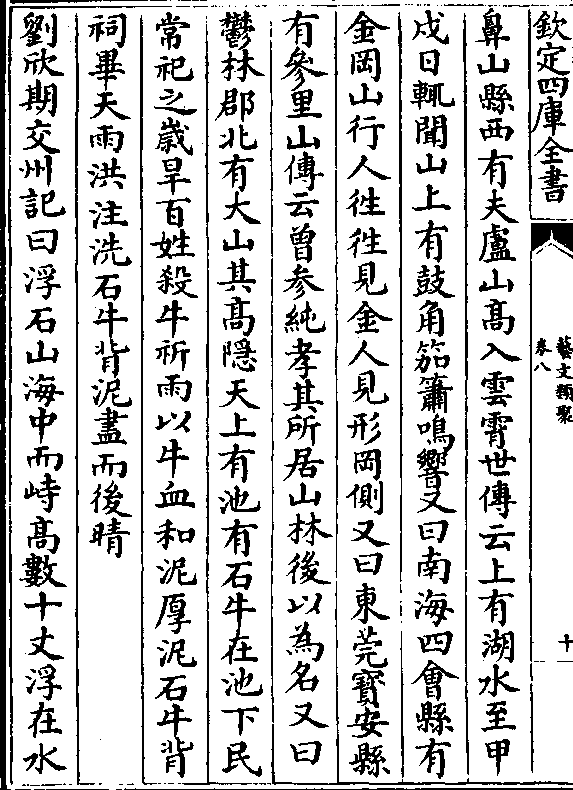 欽定四庫全書
藝文類聚
卷八
十
鼻山縣西有夫盧山高入雲霄世傳云上有湖水至甲
戍日輒聞山上有鼓角笳簫鳴響又曰南海四會縣有
金岡山行人徃徃見金人見形岡側又曰東莞寳安縣
有參里山傳云曾參純孝其所居山林後以為名又曰
鬱林郡北有大山其髙隱天上有池有石牛在池下民
常祀之歲旱百姓殺牛祈雨以牛血和泥厚泥石牛背
祠畢天雨洪注洗石牛背泥盡而後晴
劉欣期交州記曰浮石山海中而峙高數十丈浮在水